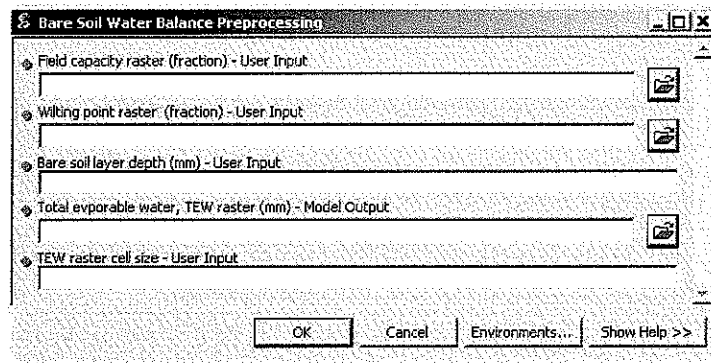 Bare Soil Water Balance Preprocessing
Field capacity raster (fraction) - User Input
Wilting point raster (fraction) - User Input
Bare soil layer depth (mm) - User Input
Total evporable water, TEW raster (mm) - Model Output
TEW raster cell size - User Input
OK Cancel Environments... Show Help >>